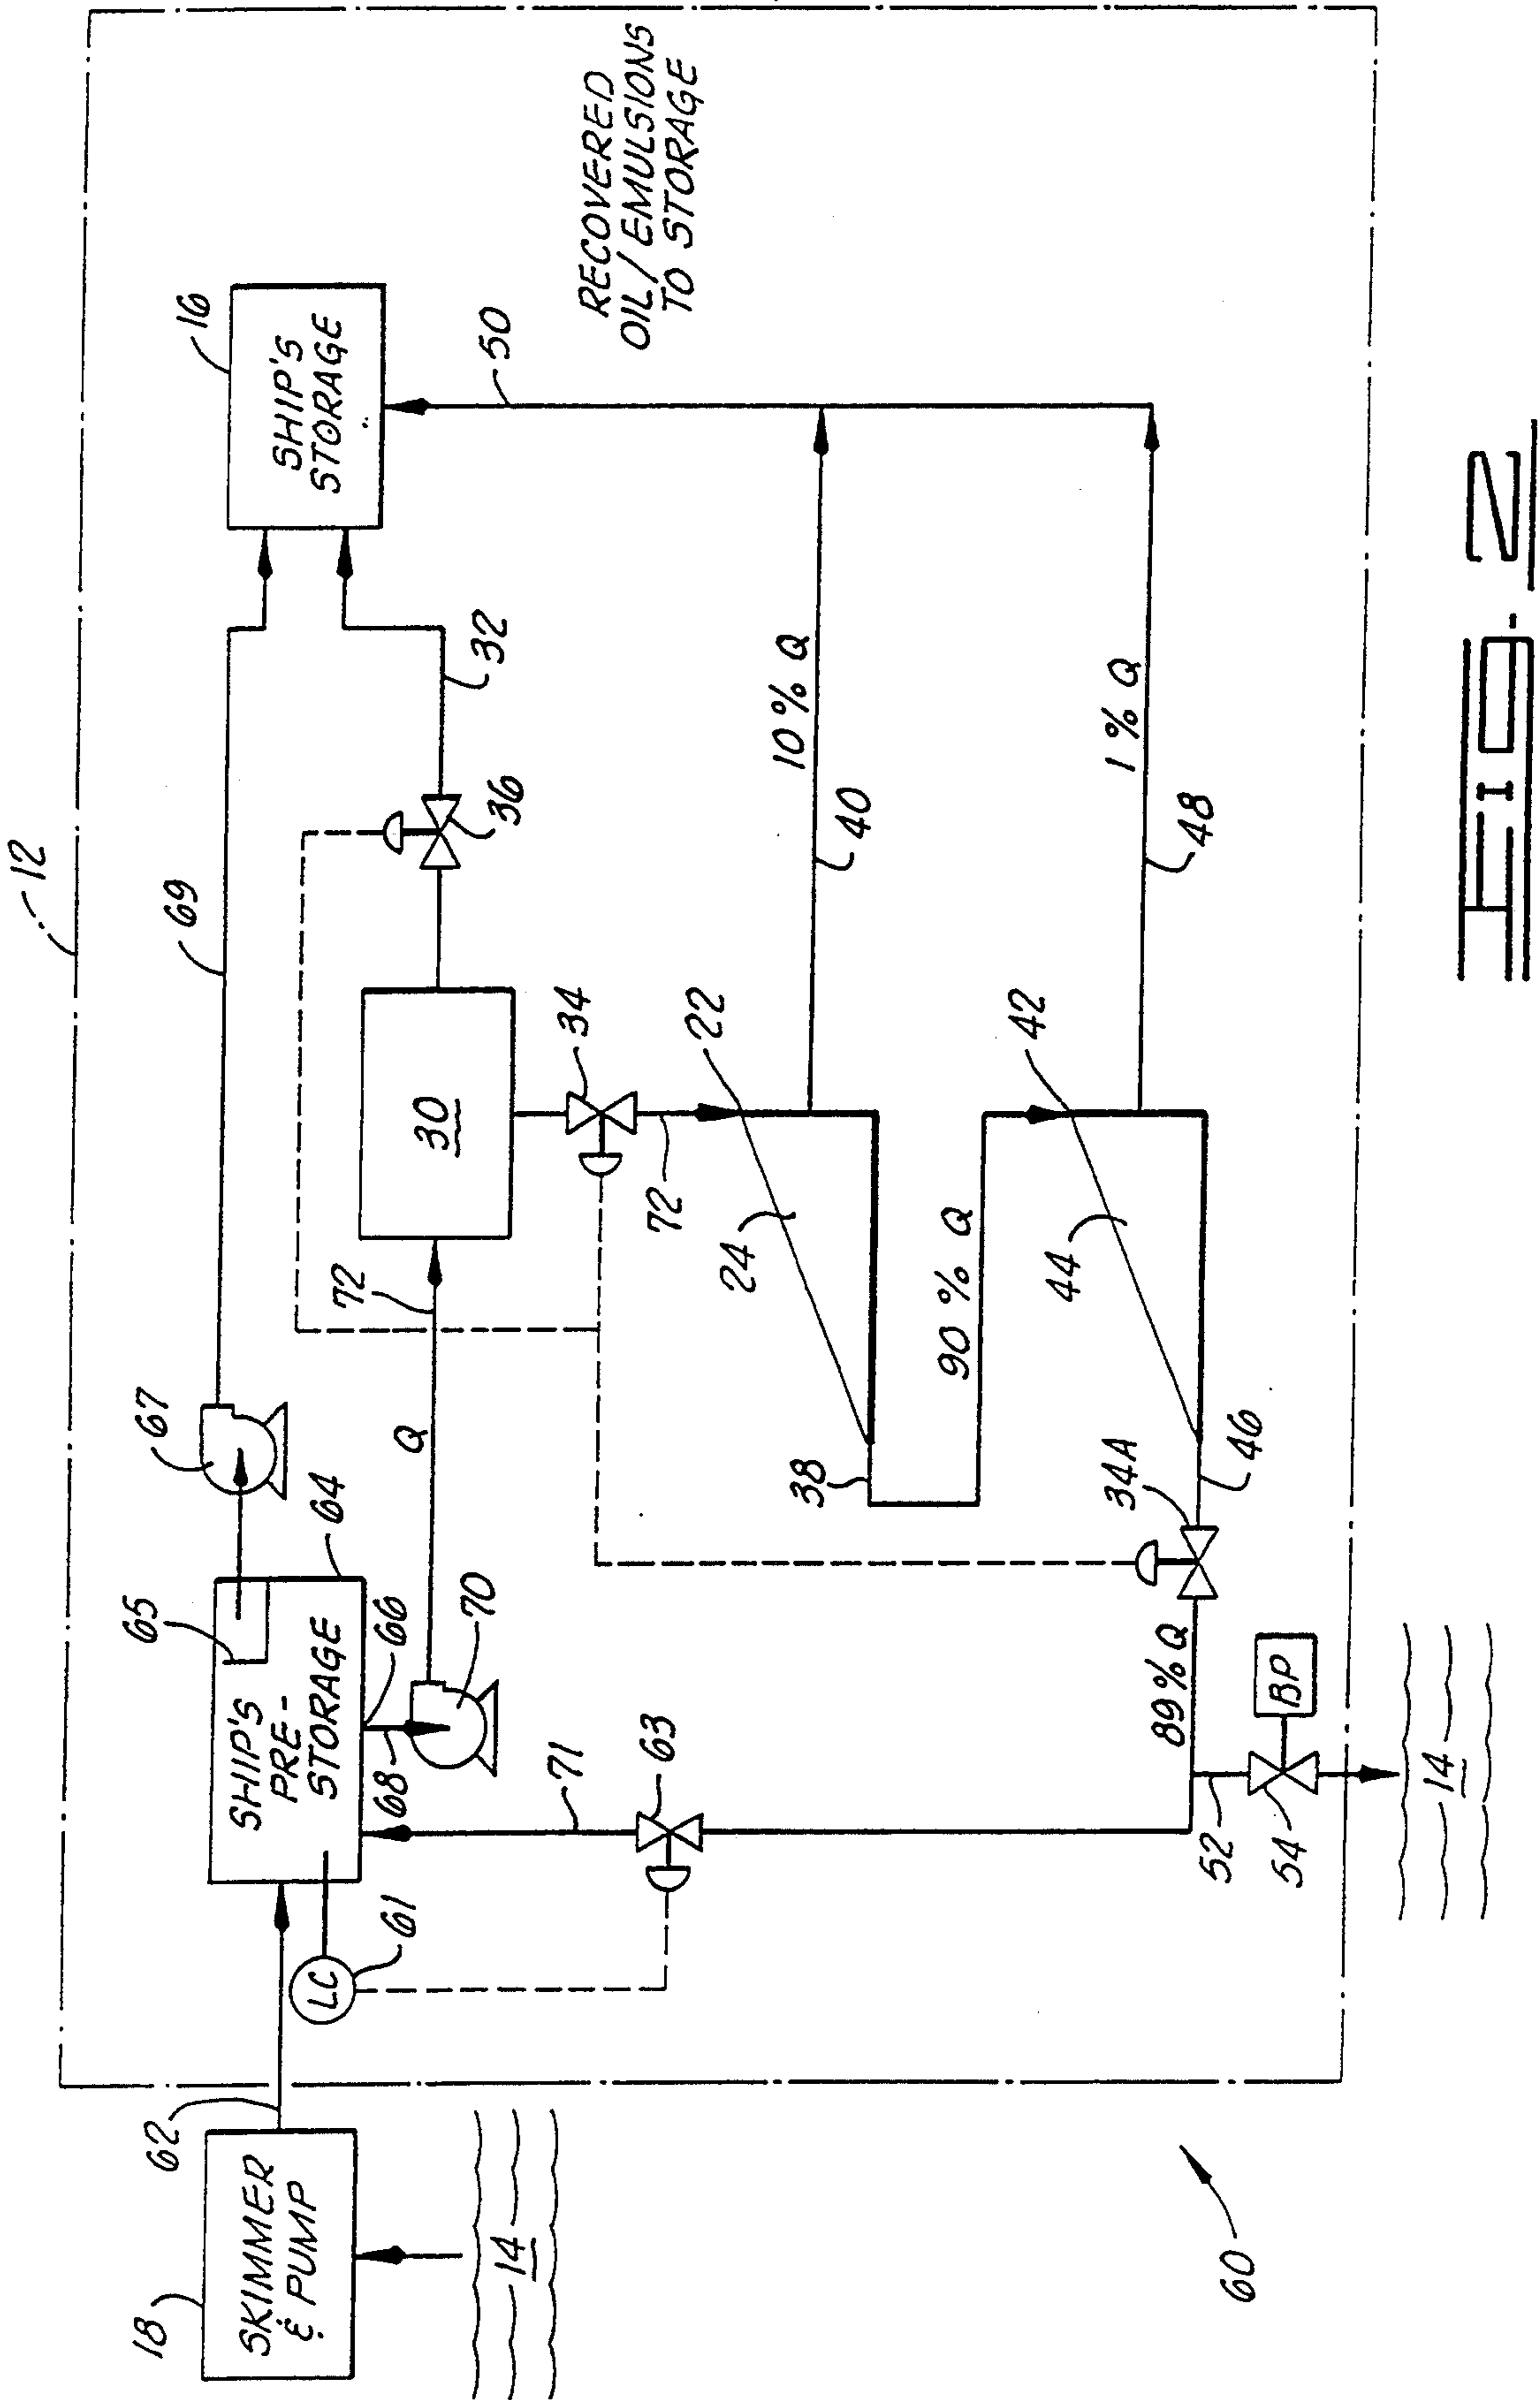 12
SKIMMER
& PUMP
18
62
14
60
SHIP'S
PRE-
STORAGE
64
65
66
68
67
69
70
71
72
Q
LC
61
63
30
34
36
32
SHIP'S
STORAGE
16
50
RECOVERED
OIL/EMULSIONS
TO STORAGE
72
22
24
38
10% Q
40
90% Q
42
44
1% Q
48
46
34A
89% Q
52
54
BP
14
FIG. 2